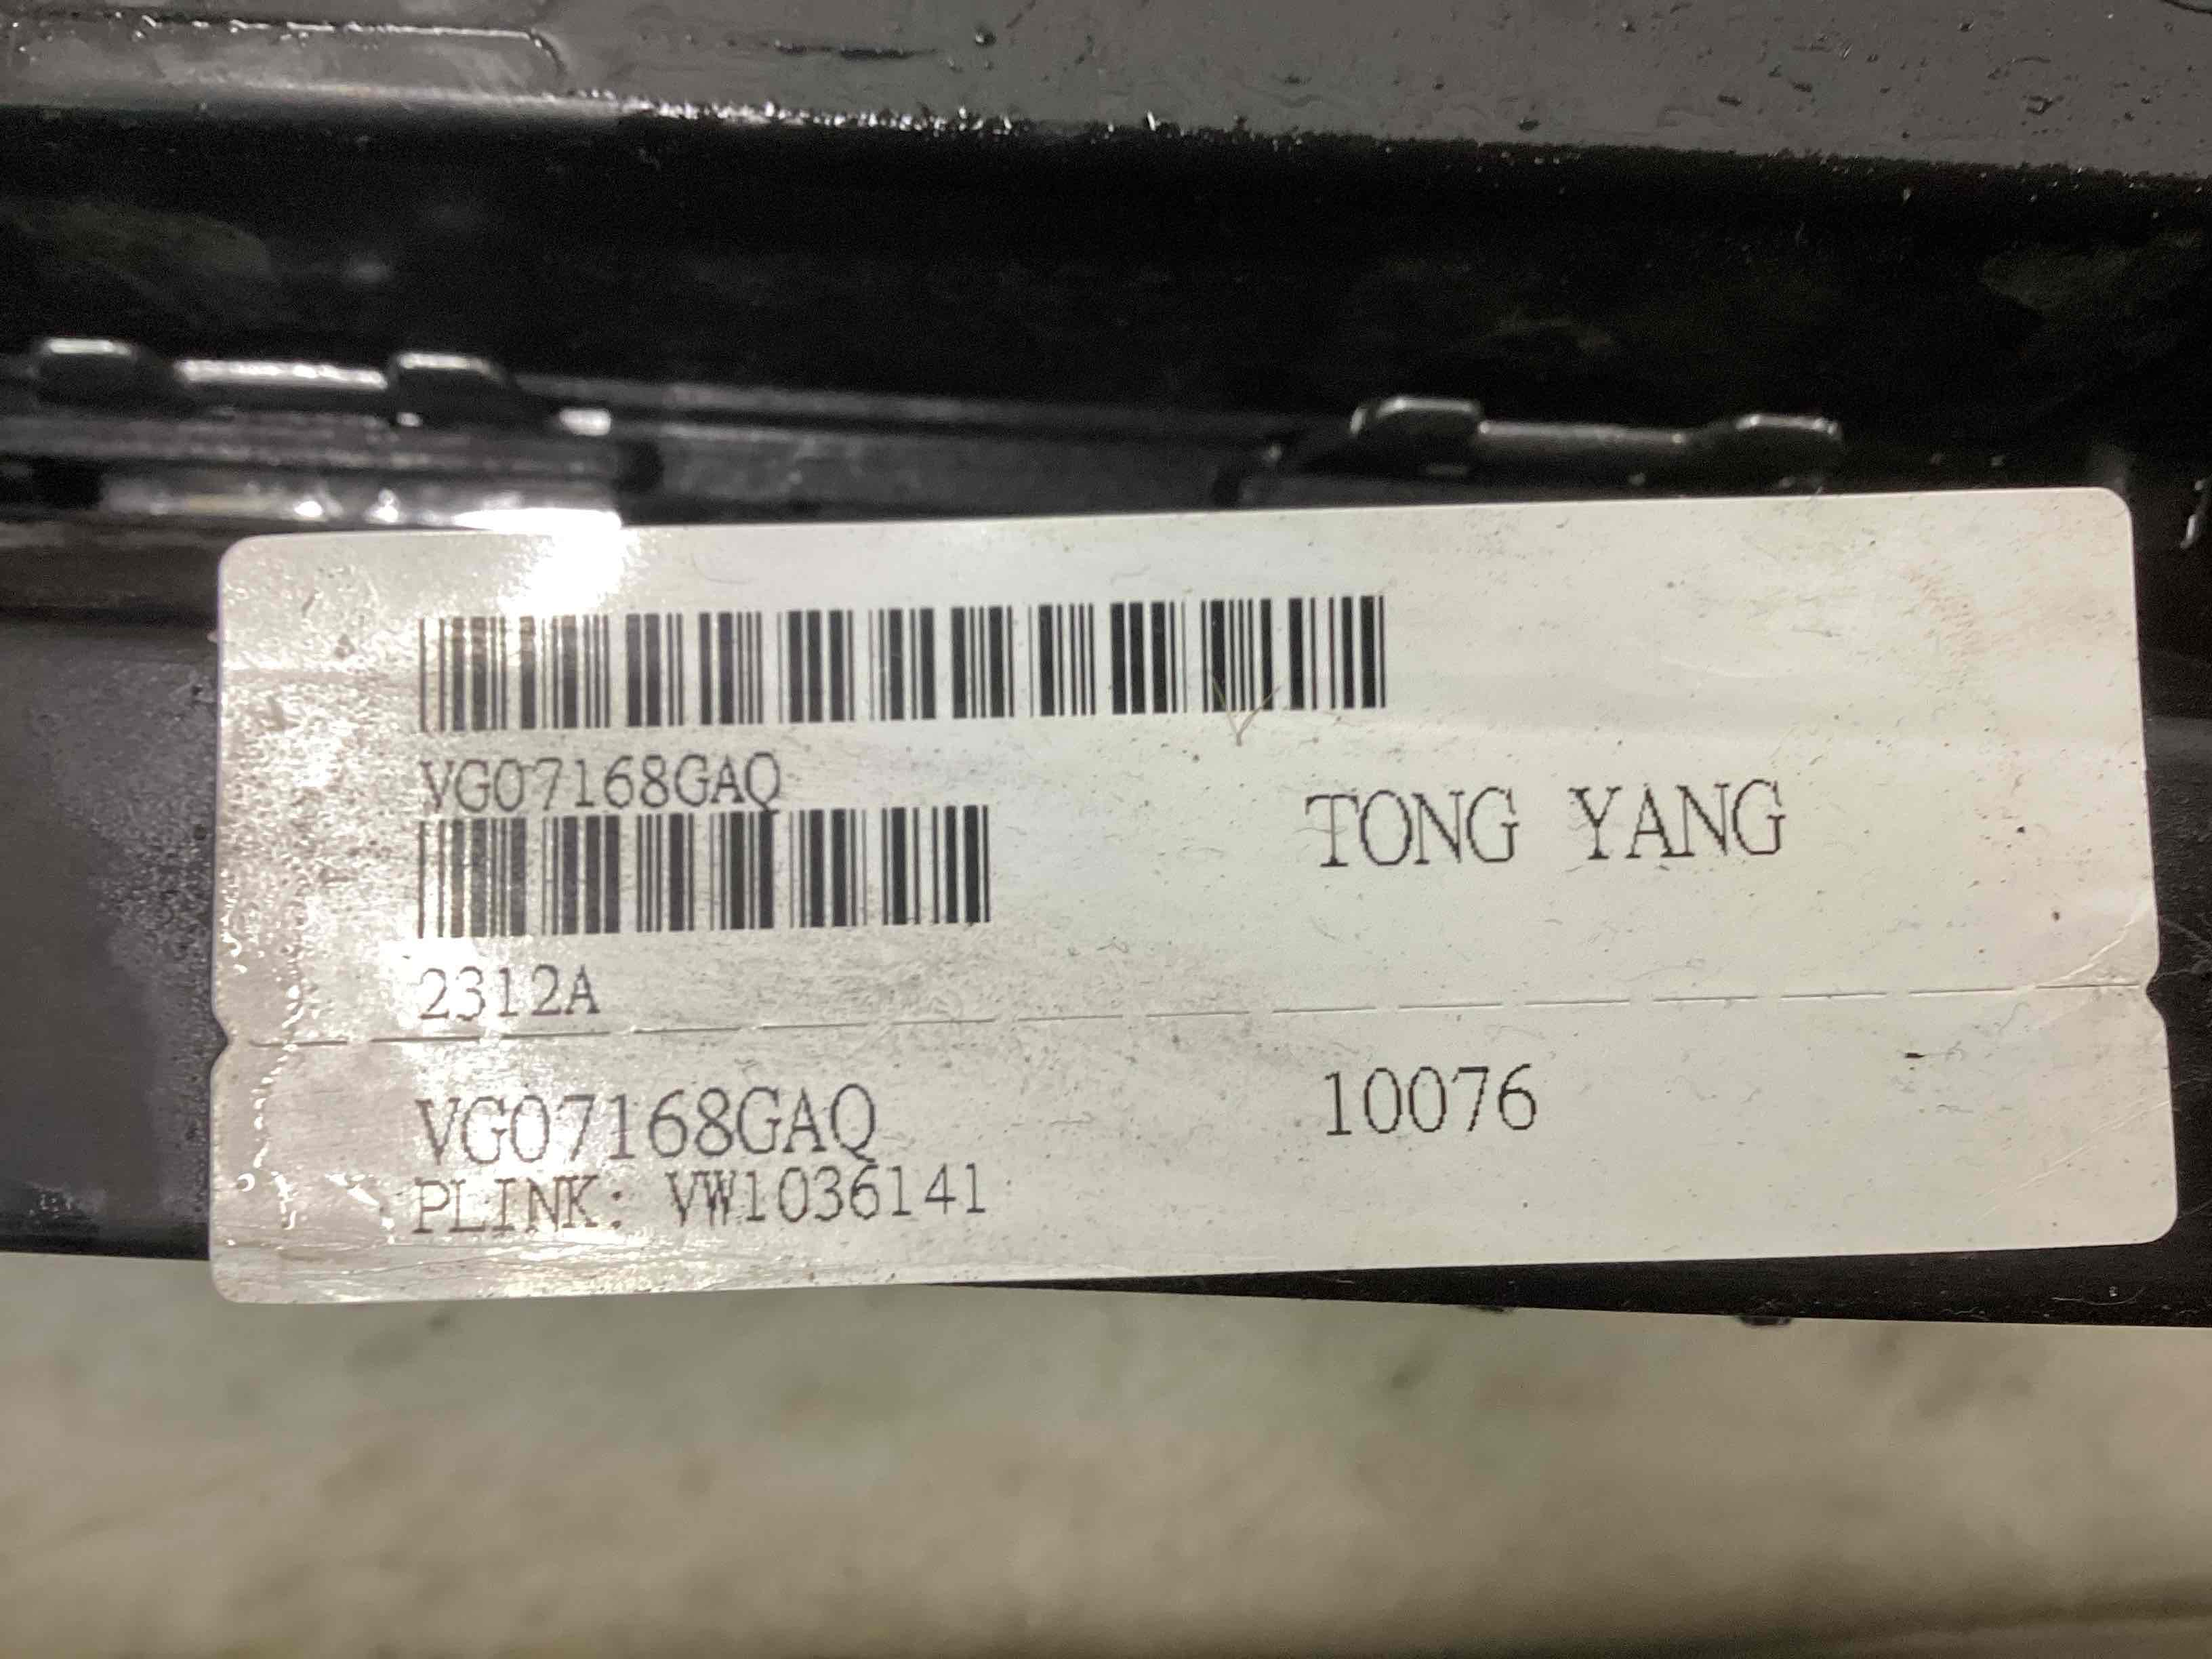 VG07168GAQ
TONG YANG
2312A
VG07168GAQ
10076
PLINK: VW1036141